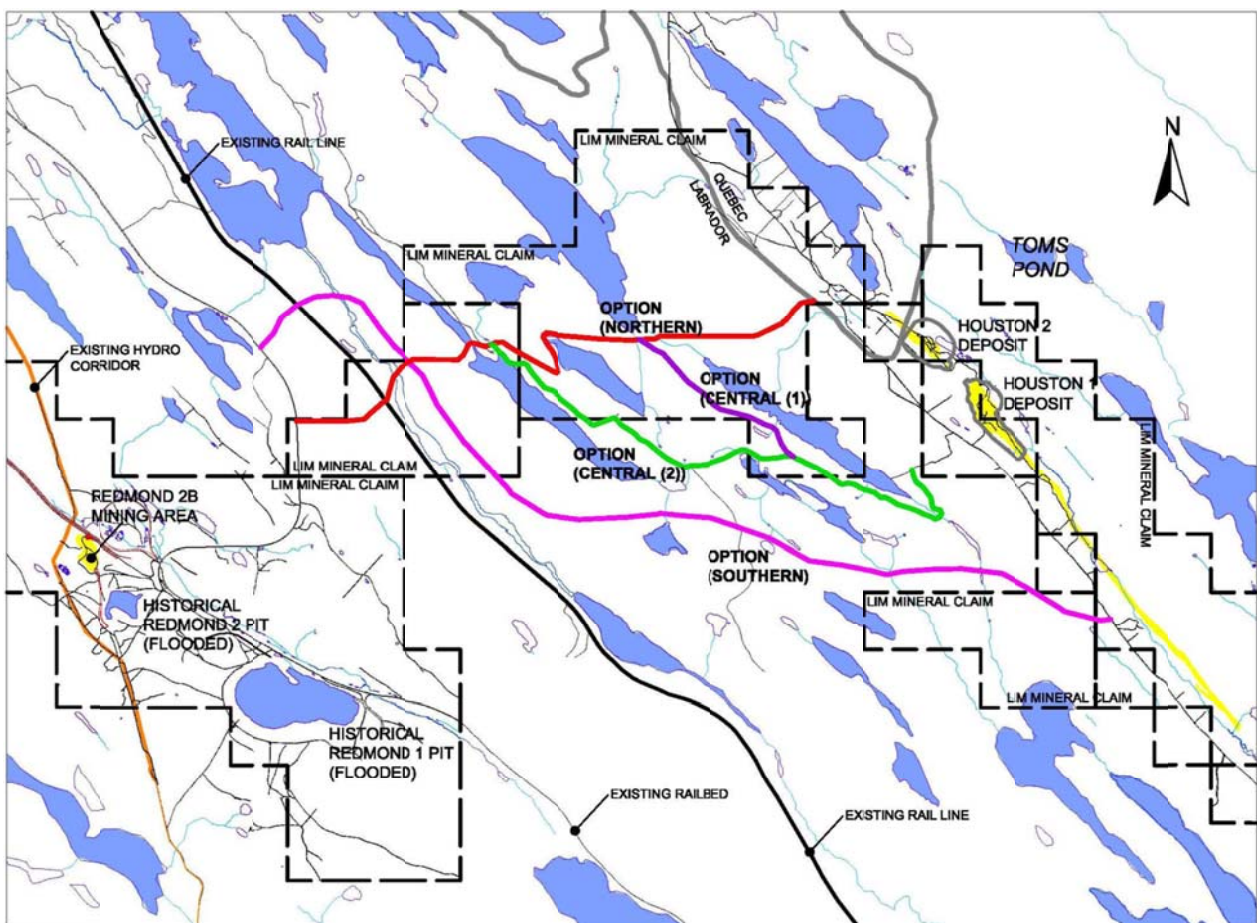 EXISTING RAIL LINE
LIM MINERAL CLAIM
N
QUEBEC
LABRADOR
LIM MINERAL CLAIM
TOMS
POND
OPTION
(NORTHERN)
HOUSTON 2
DEPOSIT
EXISTING HYDRO
CORRIDOR
OPTION
(CENTRAL (1))
HOUSTON 1
DEPOSIT
OPTION
(CENTRAL (2))
LIM MINERAL CLAIM
LIM MINERAL CLAIM
LIM MINERAL CLAIM
REDMOND 2B
MINING AREA
OPTION
(SOUTHERN)
LIM MINERAL CLAIM
HISTORICAL
REDMOND 2 PIT
(FLOODED)
LIM MINERAL CLAIM
HISTORICAL
REDMOND 1 PIT
(FLOODED)
EXISTING RAILBED
EXISTING RAIL LINE